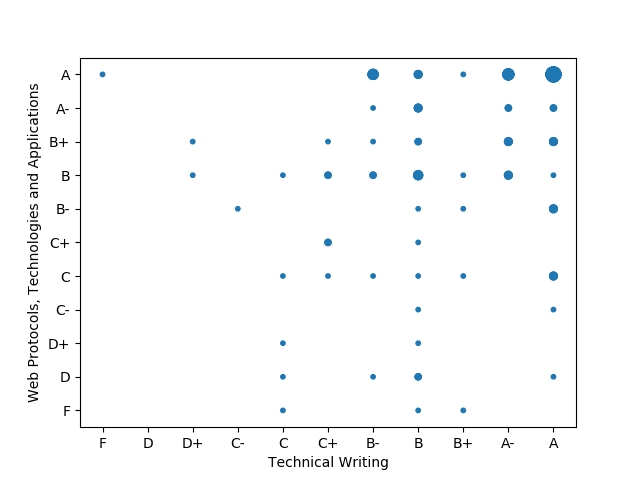 Web Protocols, Technologies and Applications
A
A-
B+
B
B-
C+
C
C-
D+
D
F
F D D+ C- C C+ B- B B+ A- A
Technical Writing